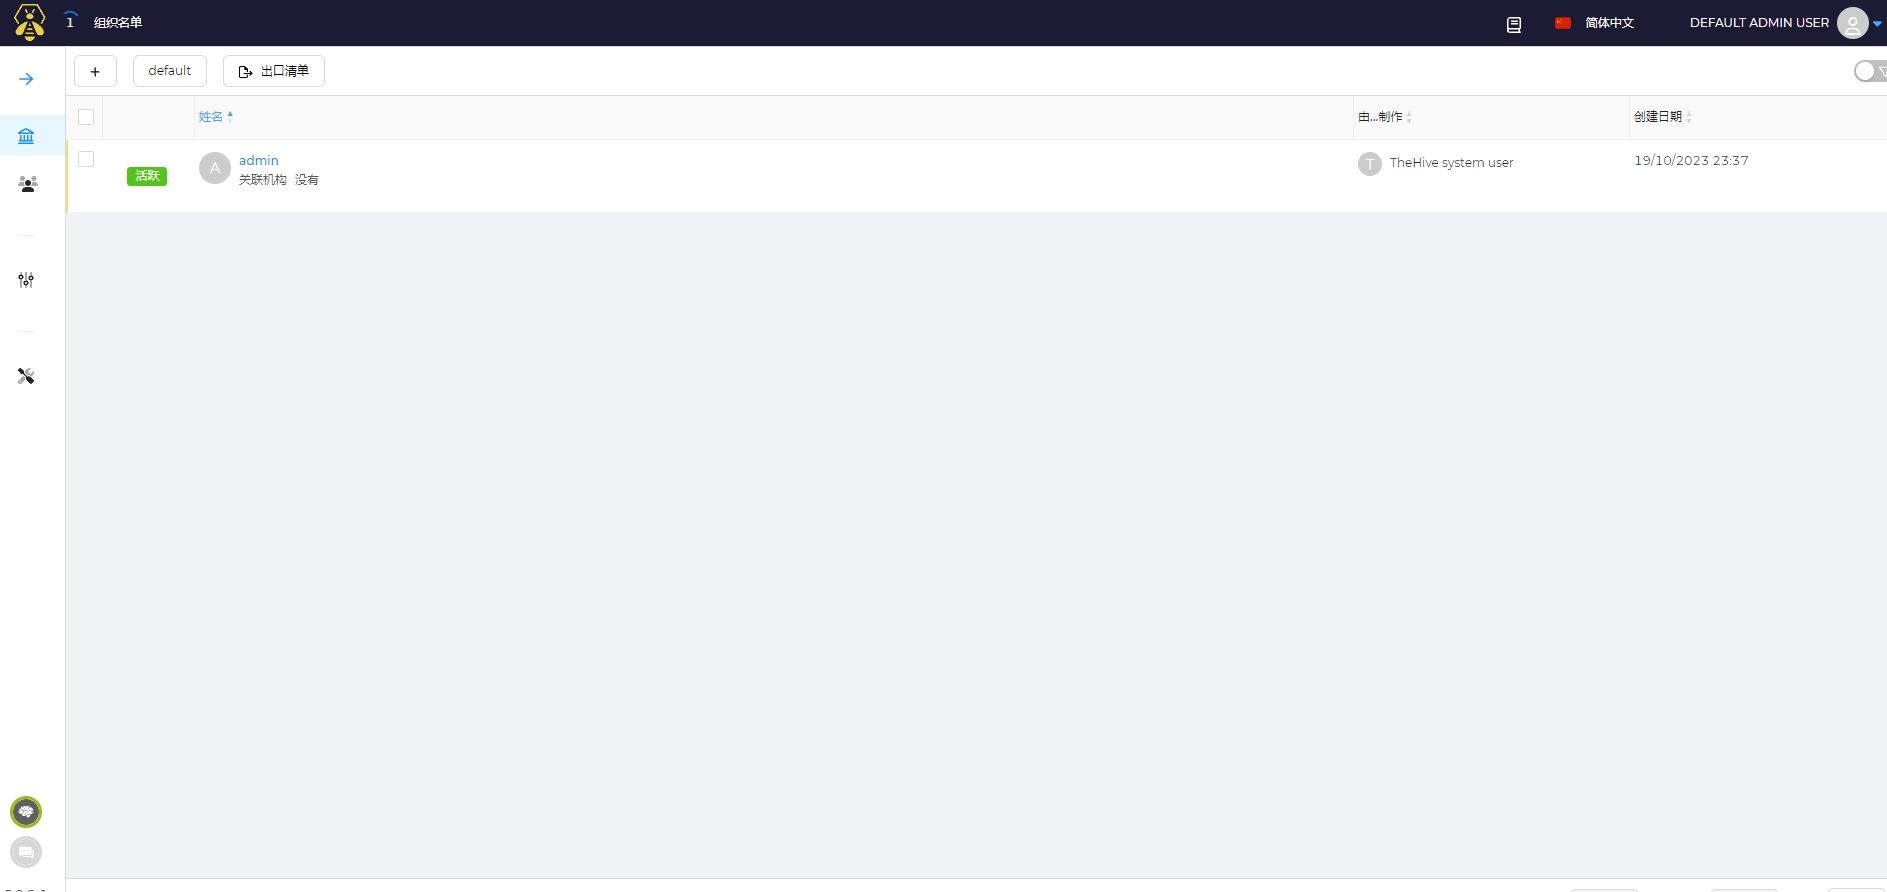 1 组织名单
简体中文
DEFAULT ADMIN USER
+ default 出口清单
姓名 由...制作 创建日期
活跃 A admin T TheHive system user 19/10/2023 23:37
关联机构 没有